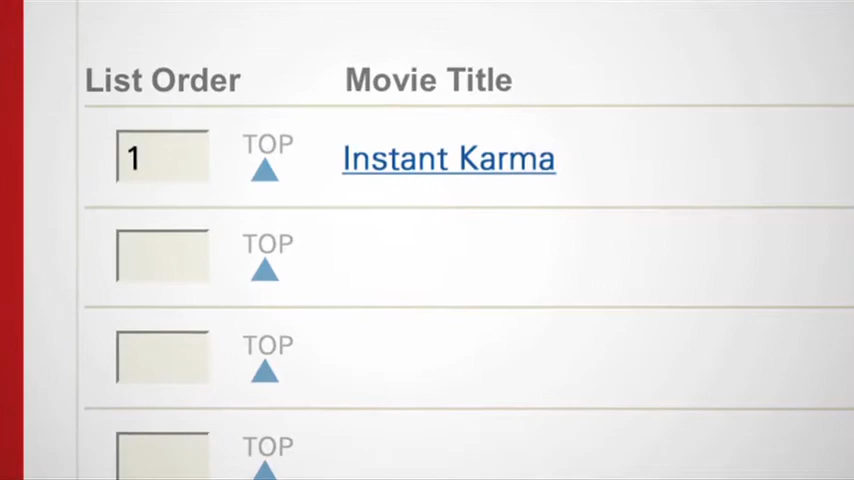 List Order Movie Title
1 TOP Instant Karma
TOP
TOP
TOP